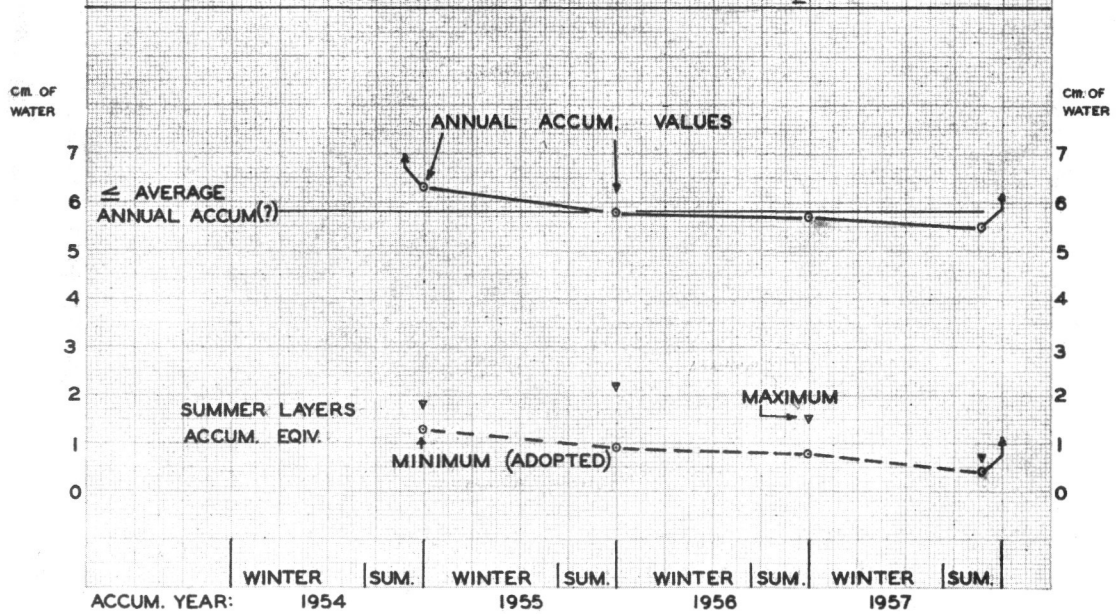 Cm. OF
WATER
Cm. OF
WATER
ANNUAL ACCUM. VALUES
7
6
5
4
3
2
1
0
7
6
5
4
3
2
1
0
≤ AVERAGE
ANNUAL ACCUM(?)
SUMMER LAYERS
ACCUM. EQIV.
MAXIMUM
MINIMUM (ADOPTED)
WINTER SUM. WINTER SUM. WINTER SUM. WINTER SUM.
ACCUM. YEAR: 1954 1955 1956 1957